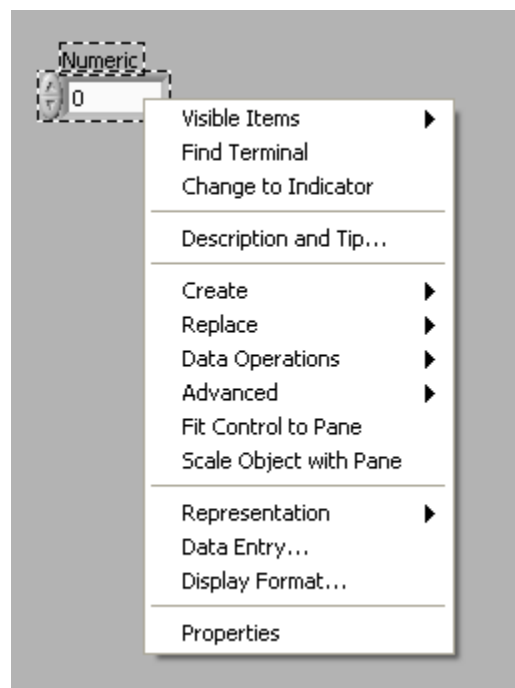 Numeric
0
Visible Items
Find Terminal
Change to Indicator
Description and Tip...
Create
Replace
Data Operations
Advanced
Fit Control to Pane
Scale Object with Pane
Representation
Data Entry...
Display Format...
Properties